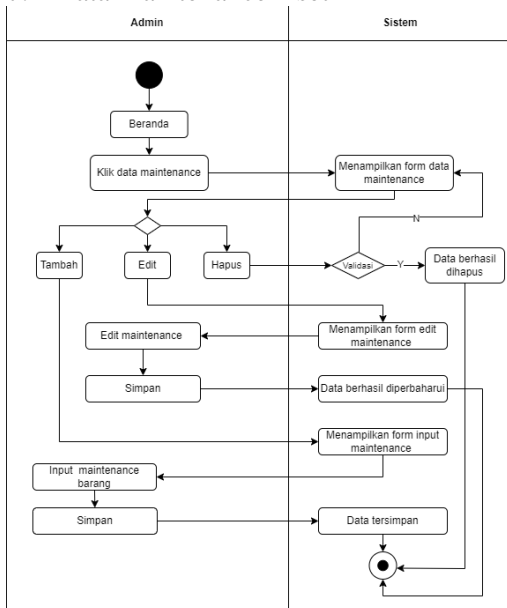 Admin
Sistem
Beranda
Klik data maintenance
Menampilkan form data
maintenance
N
Tambah
Edit
Hapus
Validasi
Y
Data berhasil
dihapus
Edit maintenance
Menampilkan form edit
maintenance
Simpan
Data berhasil diperbaharui
Menampilkan form input
maintenance
Input maintenance
barang
Simpan
Data tersimpan